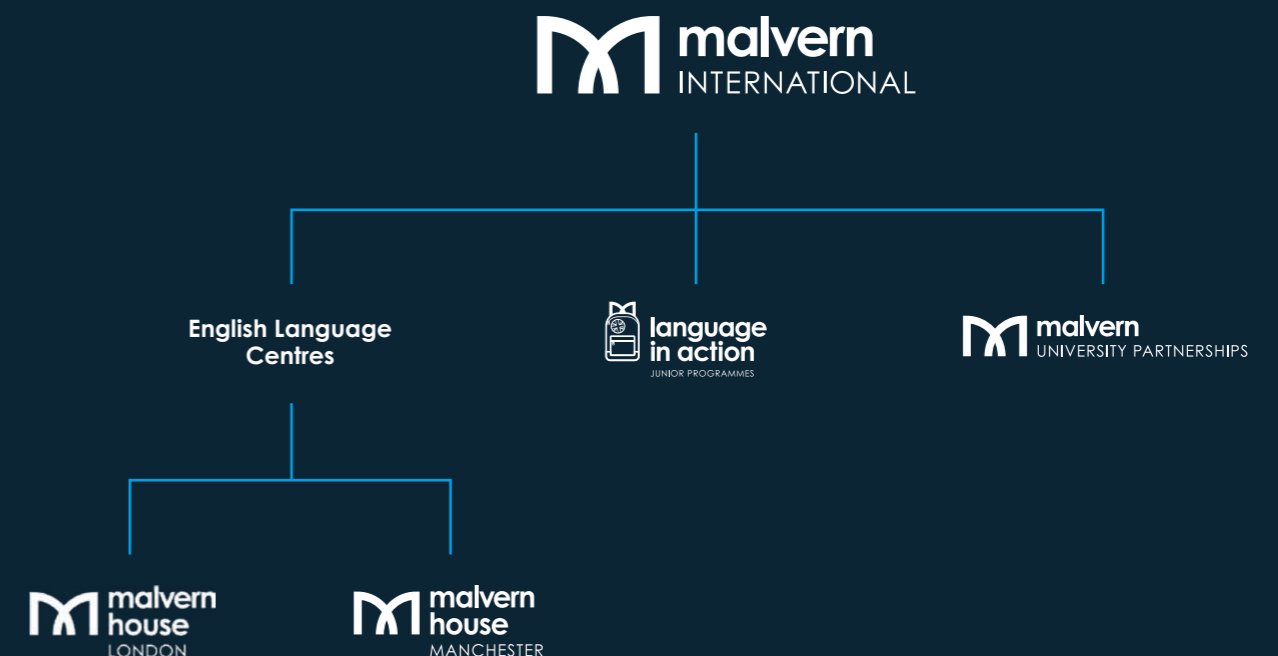 malvern
INTERNATIONAL
English Language
Centres
language
in action
JUNIOR PROGRAMMES
malvern
UNIVERSITY PARTNERSHIPS
malvern
house
LONDON
malvern
house
MANCHESTER